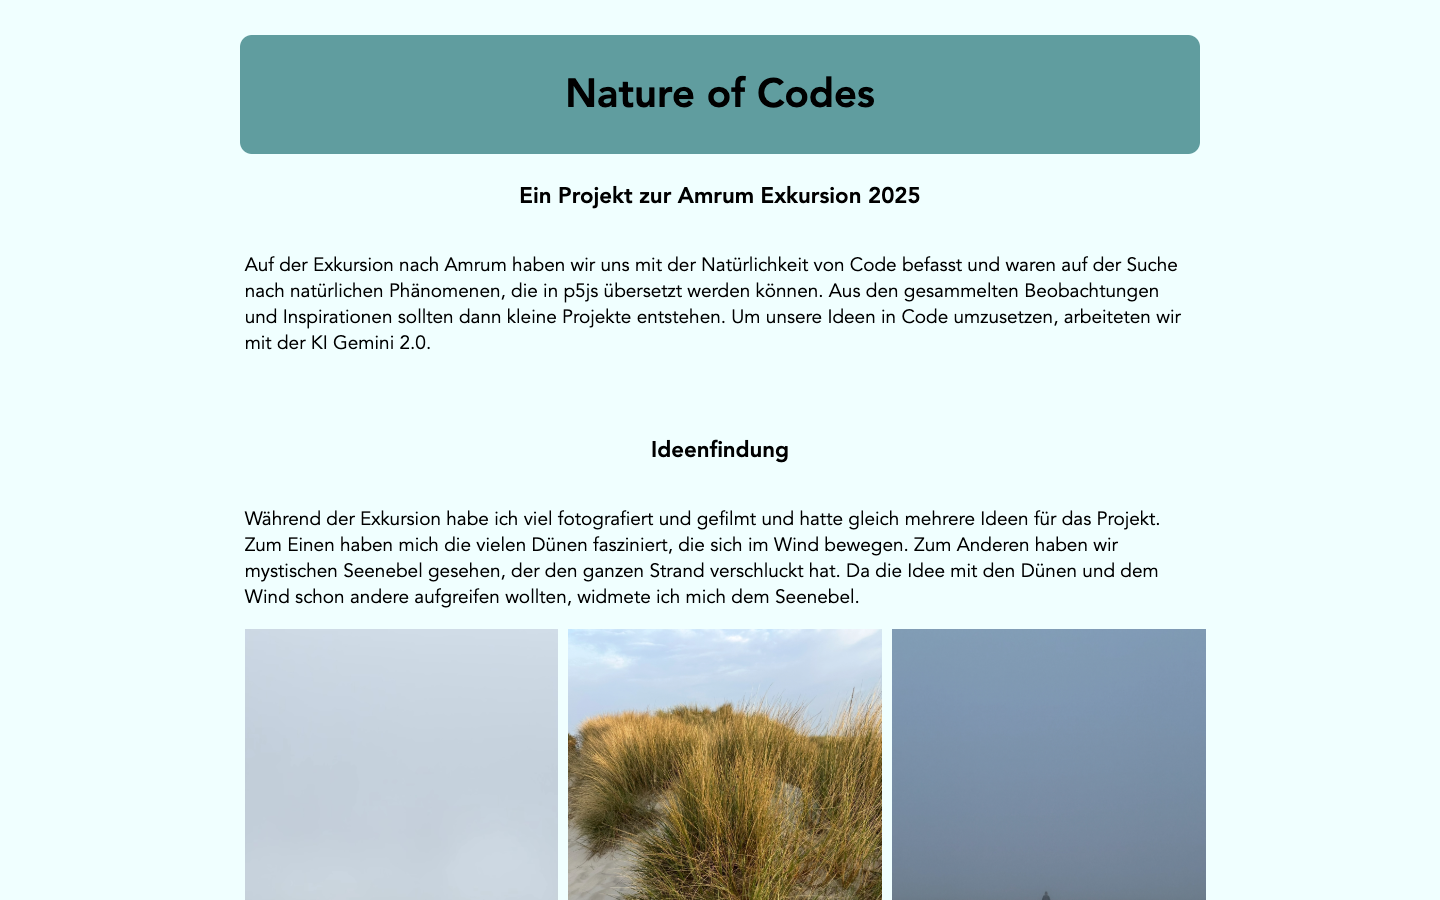 Nature of Codes
Ein Projekt zur Amrum Exkursion 2025
Auf der Exkursion nach Amrum haben wir uns mit der Natürlichkeit von Code befasst und waren auf der Suche
nach natürlichen Phänomenen, die in p5js übersetzt werden können. Aus den gesammelten Beobachtungen
und Inspirationen sollten dann kleine Projekte entstehen. Um unsere Ideen in Code umzusetzen, arbeiteten wir
mit der KI Gemini 2.0.
Ideenfindung
Während der Exkursion habe ich viel fotografiert und gefilmt und hatte gleich mehrere Ideen für das Projekt.
Zum Einen haben mich die vielen Dünen fasziniert, die sich im Wind bewegen. Zum Anderen haben wir
mystischen Seenebel gesehen, der den ganzen Strand verschluckt hat. Da die Idee mit den Dünen und dem
Wind schon andere aufgreifen wollten, widmete ich mich dem Seenebel.